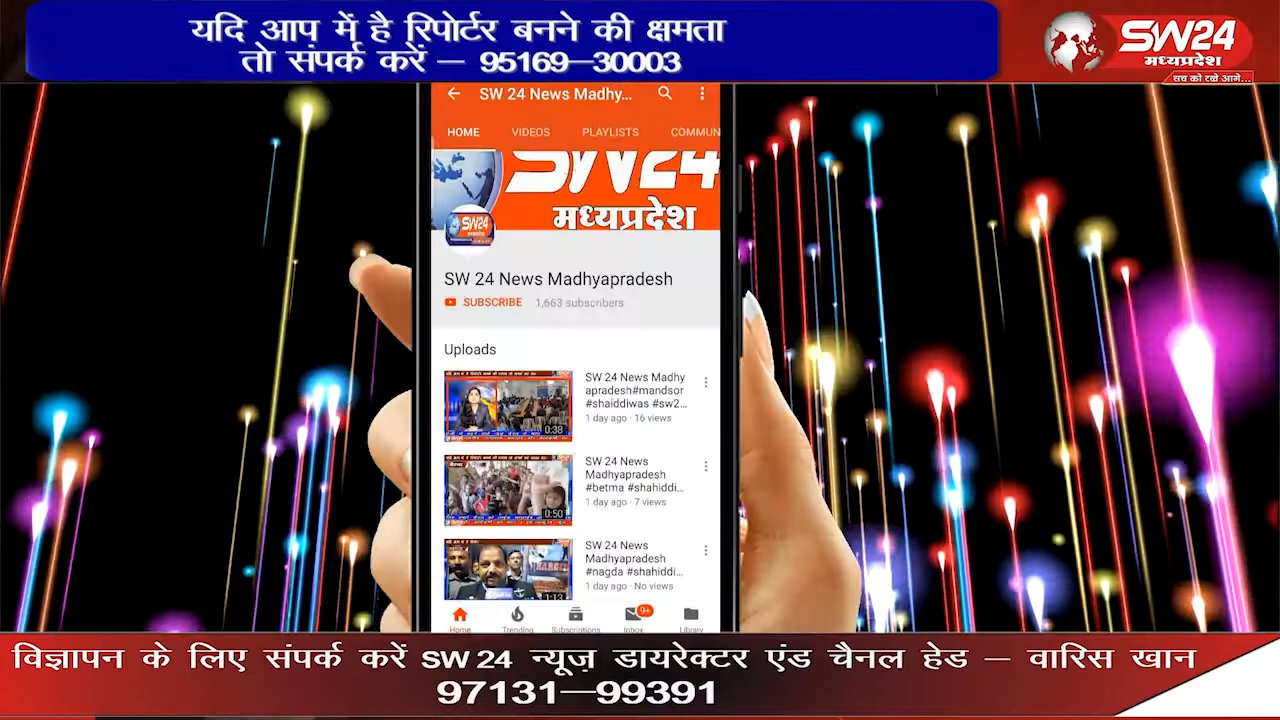 यदि आप में है रिपोर्टर बनने की क्षमता
तो संपर्क करें – 95169–30003
SW24
मध्यप्रदेश
सच को रखे आगे...
SW 24 News Madhy...
HOME VIDEOS PLAYLISTS COMMUN
SW24
मध्यप्रदेश
SW24
SW 24 News Madhyapradesh
SUBSCRIBE 1,663 subscribers
Uploads
SW 24 News Madhy
apradesh#mandsor
#shaiddiwas #sw2...
1 day ago · 16 views
0:38
SW 24 News
Madhyapradesh
#betma #shahiddi...
1 day ago · 7 views
0:50
SW 24 News
Madhyapradesh
#nagda #shahiddi...
1 day ago · No views
1:13
9+
Home Trending Subscriptions Inbox Library
विज्ञापन के लिए संपर्क करें SW 24 न्यूज़ डायरेक्टर एंड चैनल हेड – वारिस खान
97131–99391